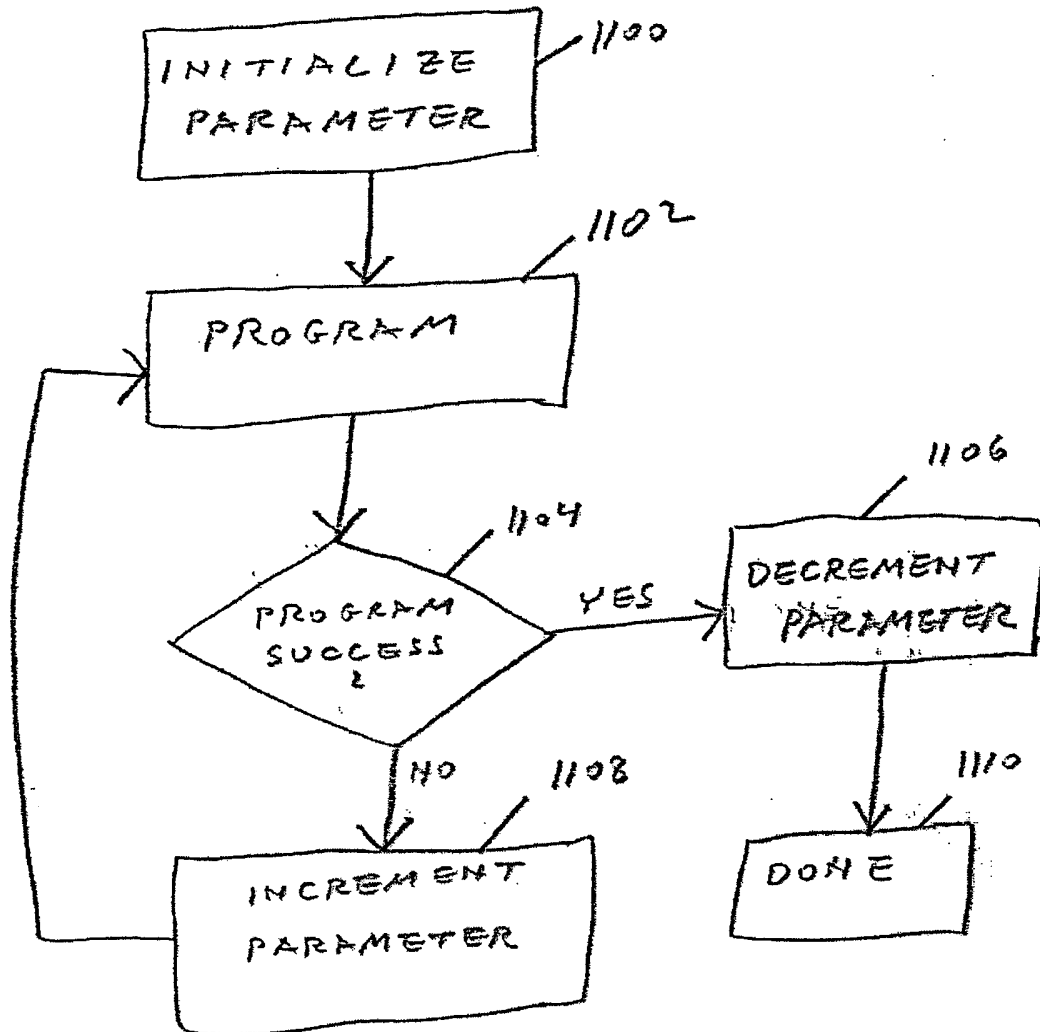 INITIALIZE
PARAMETER
1100
1102
PROGRAM
1104
PROGRAM
SUCCESS
?
YES
1106
DECREMENT
PARAMETER
NO
1108
INCREMENT
PARAMETER
1110
DONE